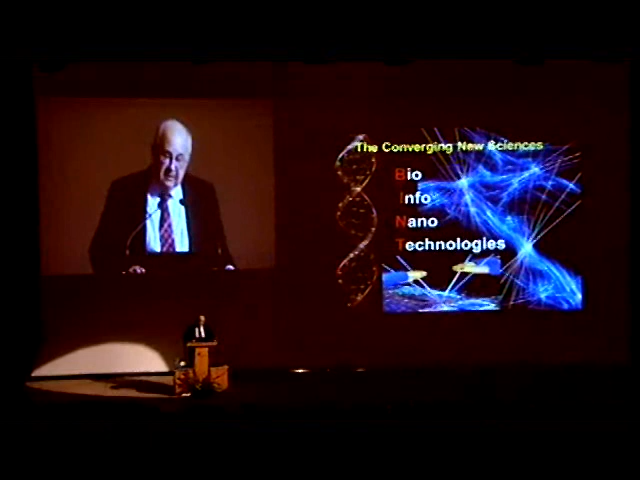 The Converging New Sciences
Bio
Info
Nano
Technologies